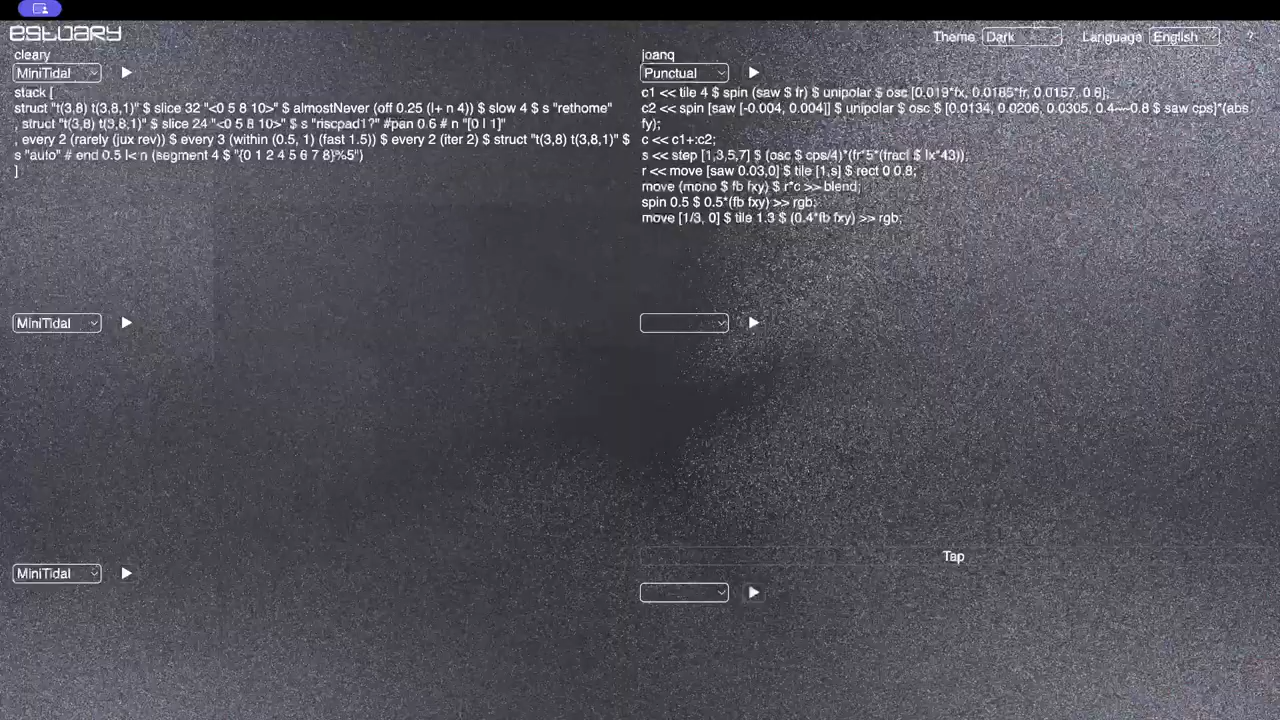 estuary
Theme Dark Language English ?
cleary
MiniTidal
stack [
struct "t(3,8) t(3,8,1)" $ slice 32 "<0 5 8 10>" $ almostNever (off 0.25 (|+ n 4)) $ slow 4 $ s "rethome"
, struct "t(3,8) t(3,8,1)" $ slice 24 "<0 5 8 10>" $ s "riscpad1?" #pan 0.6 # n "[0 | 1]"
, every 2 (rarely (jux rev)) $ every 3 (within (0.5, 1) (fast 1.5)) $ every 2 (iter 2) $ struct "t(3,8) t(3,8,1)" $
s "auto" # end 0.5 |< n (segment 4 $ "{0 1 2 4 5 6 7 8}%5")
]
joanq
Punctual
c1 << tile 4 $ spin (saw $ fr) $ unipolar $ osc [0.019*fx, 0.0185*fr, 0.0157, 0.6];
c2 << spin [saw [-0.004, 0.004]] $ unipolar $ osc $ [0.0134, 0.0206, 0.0305, 0.4~~0.8 $ saw cps]*(abs
fy);
c << c1+:c2;
s << step [1,3,5,7] $ (osc $ cps/4)*(fr*5*(fract $ lx*43));
r << move [saw 0.03,0] $ tile [1,s] $ rect 0 0.8;
move (mono $ fb fxy) $ r*c >> blend;
spin 0.5 $ 0.5*(fb fxy) >> rgb;
move [1/3, 0] $ tile 1.3 $ (0.4*fb fxy) >> rgb;
MiniTidal
Tap
MiniTidal